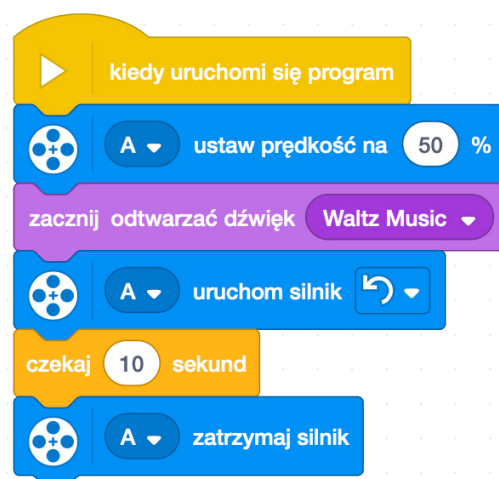 kiedy uruchomi się program
A ustaw prędkość na 50 %
zacznij odtwarzać dźwięk Waltz Music
A uruchom silnik
czekaj 10 sekund
A zatrzymaj silnik